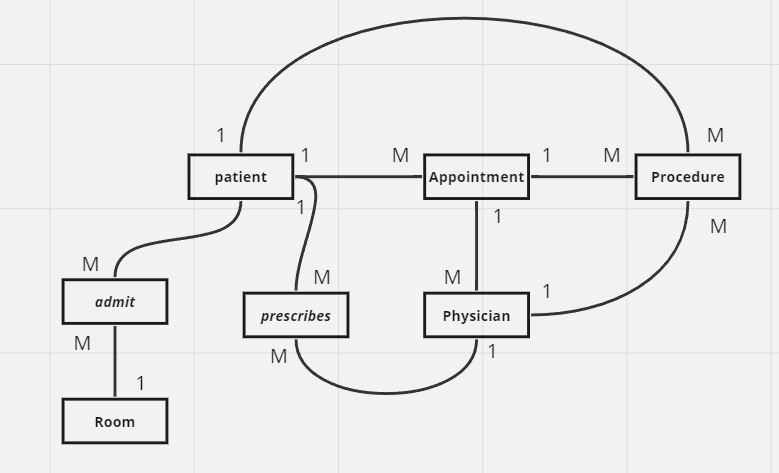 1
M
patient
1
M
Appointment
1
M
Procedure
1
1
M
M
M
M
1
admit
prescribes
Physician
M
M
1
1
Room